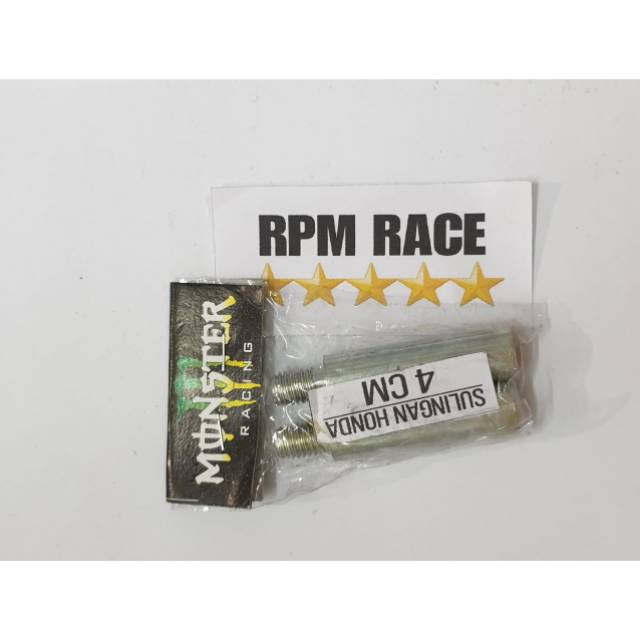 RPM RACE
MONSTER
RACING
SULINGAN HONDA
4 CM